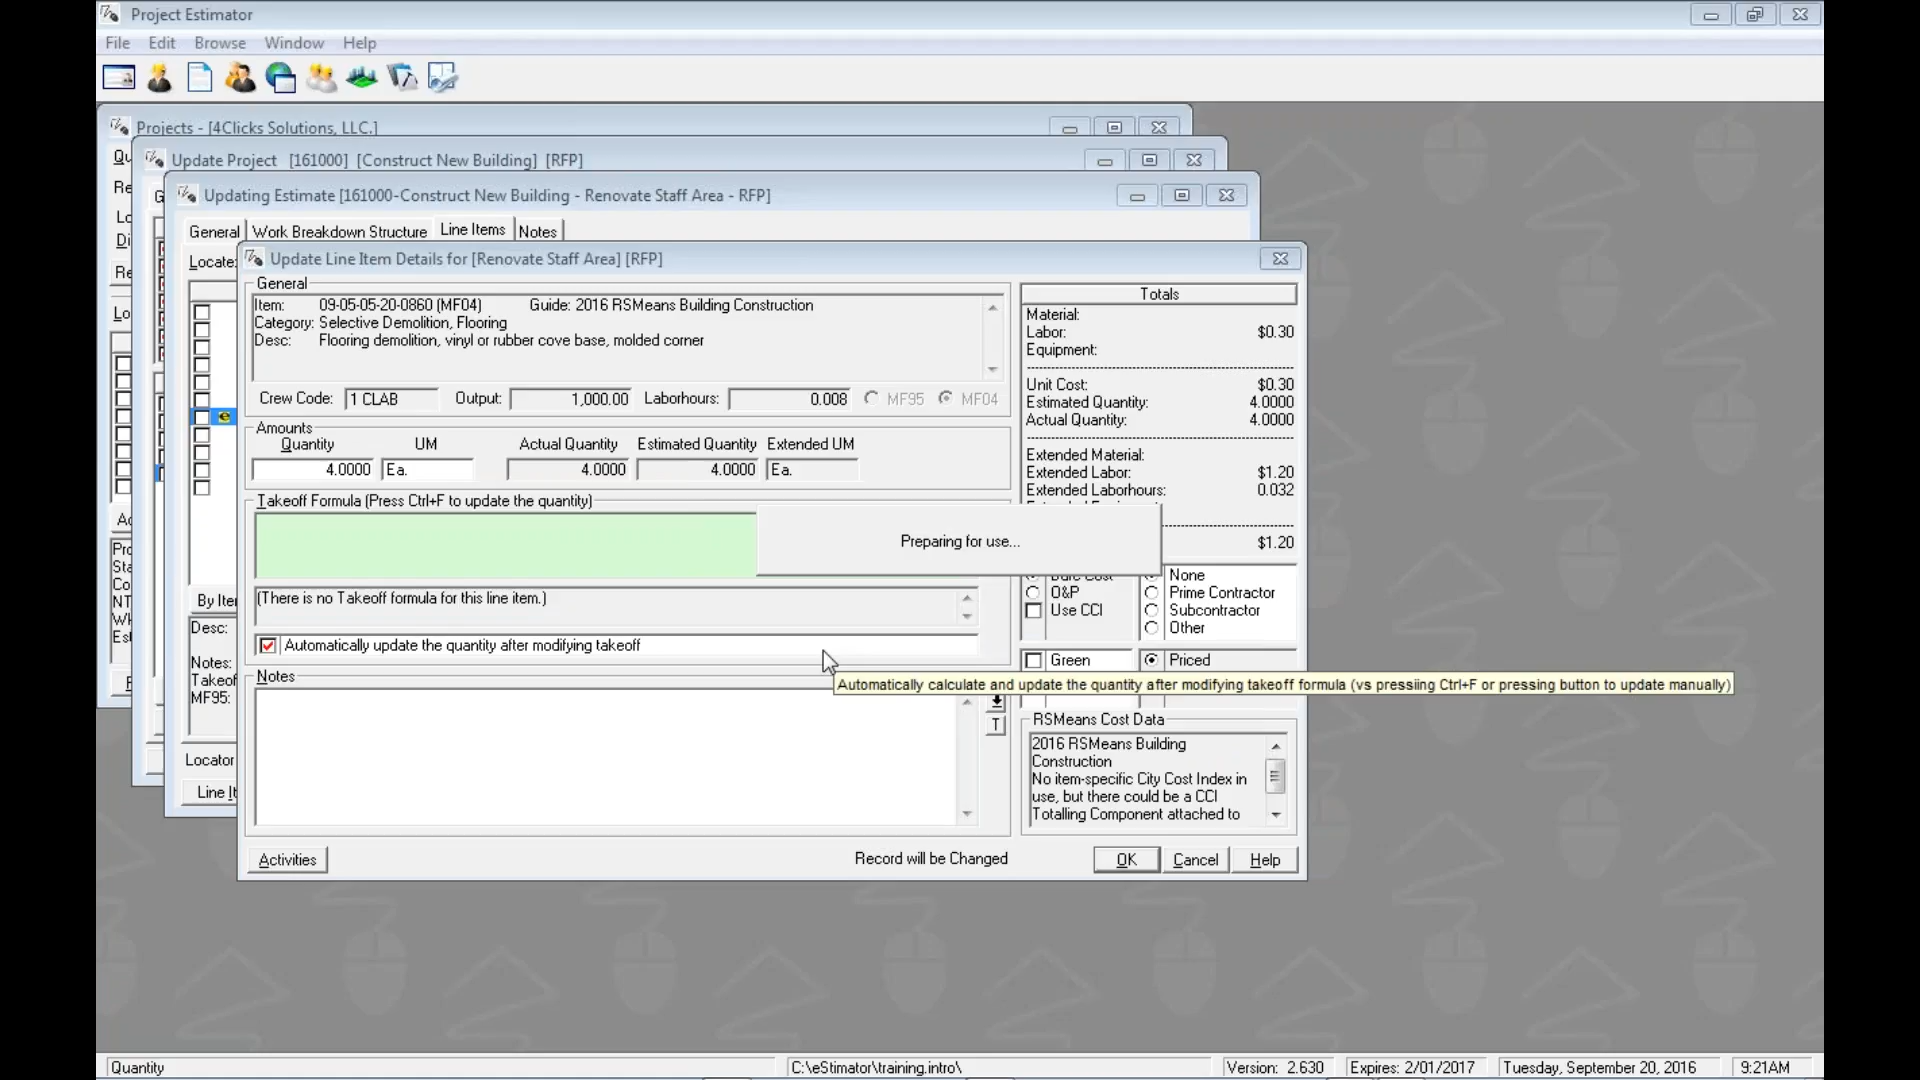 Project Estimator
File Edit Browse Window Help
Projects - [4Clicks Solutions, LLC.]
Update Project [161000] [Construct New Building] [RFP]
Updating Estimate [161000-Construct New Building - Renovate Staff Area - RFP]
General Work Breakdown Structure Line Items Notes
Locate:
Update Line Item Details for [Renovate Staff Area] [RFP]
General
Item: 09-05-05-20-0860 (MF04) Guide: 2016 RSMeans Building Construction
Category: Selective Demolition, Flooring
Desc: Flooring demolition, vinyl or rubber cove base, molded corner
Crew Code: 1 CLAB Output: 1,000.00 Laborhours: 0.008 MF95 MF04
Amounts
Quantity UM Actual Quantity Estimated Quantity Extended UM
4.0000 Ea. 4.0000 4.0000 Ea.
Takeoff Formula (Press Ctrl+F to update the quantity)
Preparing for use...
(There is no Takeoff formula for this line item.)
Automatically update the quantity after modifying takeoff
Notes
Totals
Material:
Labor: $0.30
Equipment:
Unit Cost: $0.30
Estimated Quantity: 4.0000
Actual Quantity: 4.0000
Extended Material:
Extended Labor: $1.20
Extended Laborhours: 0.032
$1.20
Bare Cost
O&P
Use CCI
None
Prime Contractor
Subcontractor
Other
Green
Priced
Automatically calculate and update the quantity after modifying takeoff formula (vs pressiing Ctrl+F or pressing button to update manually)
T
RSMeans Cost Data
2016 RSMeans Building
Construction
No item-specific City Cost Index in
use, but there could be a CCI
Totalling Component attached to
By Iter
Desc:
Notes:
Takeof
MF95:
Locator
Line It
Activities
Record will be Changed
OK Cancel Help
Quantity
C:\eStimator\training.intro\
Version: 2.630
Expires: 2/01/2017
Tuesday, September 20, 2016
9:21AM